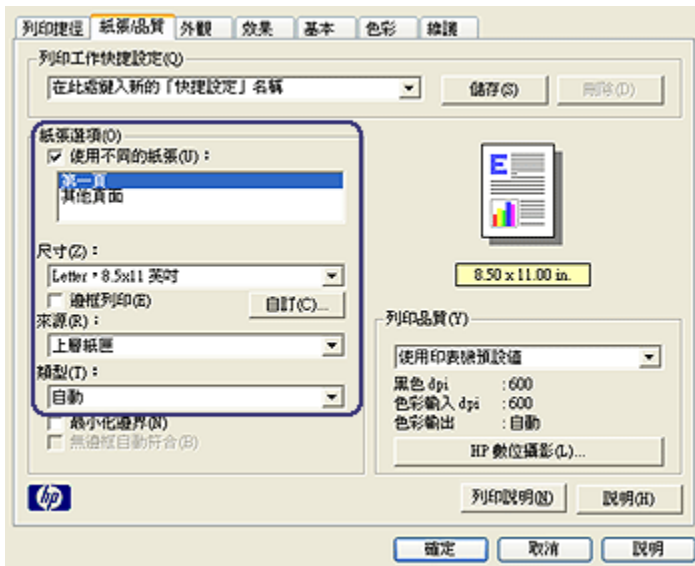 列印捷徑 紙張/品質 外觀 效果 基本 色彩 維護
列印工作快捷設定(Q)
在此處鍵入新的「快捷設定」名稱
儲存(S) 刪除(D)
紙張選項(O)
使用不同的紙張(U)：
第一頁
其他頁面
尺寸(Z)：
Letter，8.5x11 英吋
邊框列印(E)
自訂(C)...
來源(R)：
上層紙匣
類型(T)：
自動
最小化邊界(N)
無邊框自動符合(B)
E
8.50 x 11.00 in.
列印品質(Y)
使用印表機預設值
黑色 dpi :600
色彩輸入 dpi :600
色彩輸出 :自動
HP 數位攝影(L)...
hp
列印說明(N) 說明(H)
確定 取消 說明